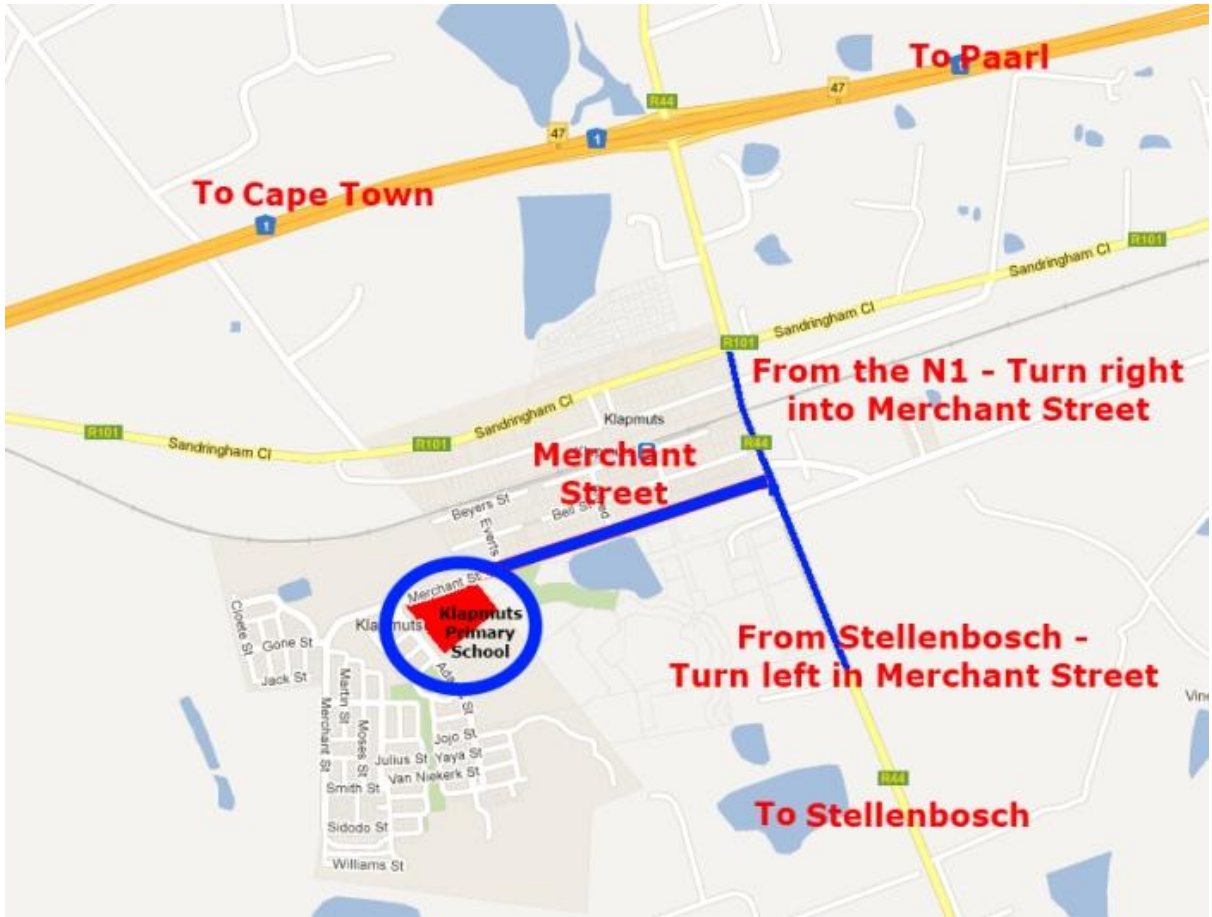 To Paarl
1
47
R44
47
1
To Cape Town
1
R101
Sandringham Cl
Sandringham Cl
R101
From the N1 - Turn right
into Merchant Street
Sandringham Cl
Klapmuts
R101
Sandringham Cl
R101
R44
Merchant
Street
Beyers St
Bell St
Everts
Merchant St
Klapmuts
Klapmuts
Primary
School
Cloete St
Gone St
Jack St
From Stellenbosch -
Turn left in Merchant Street
Vine
Martin St
Merchant St
Moses St
Jojo St
Julius St
Yaya St
Van Niekerk St
Smith St
R44
To Stellenbosch
Sidodo St
Williams St